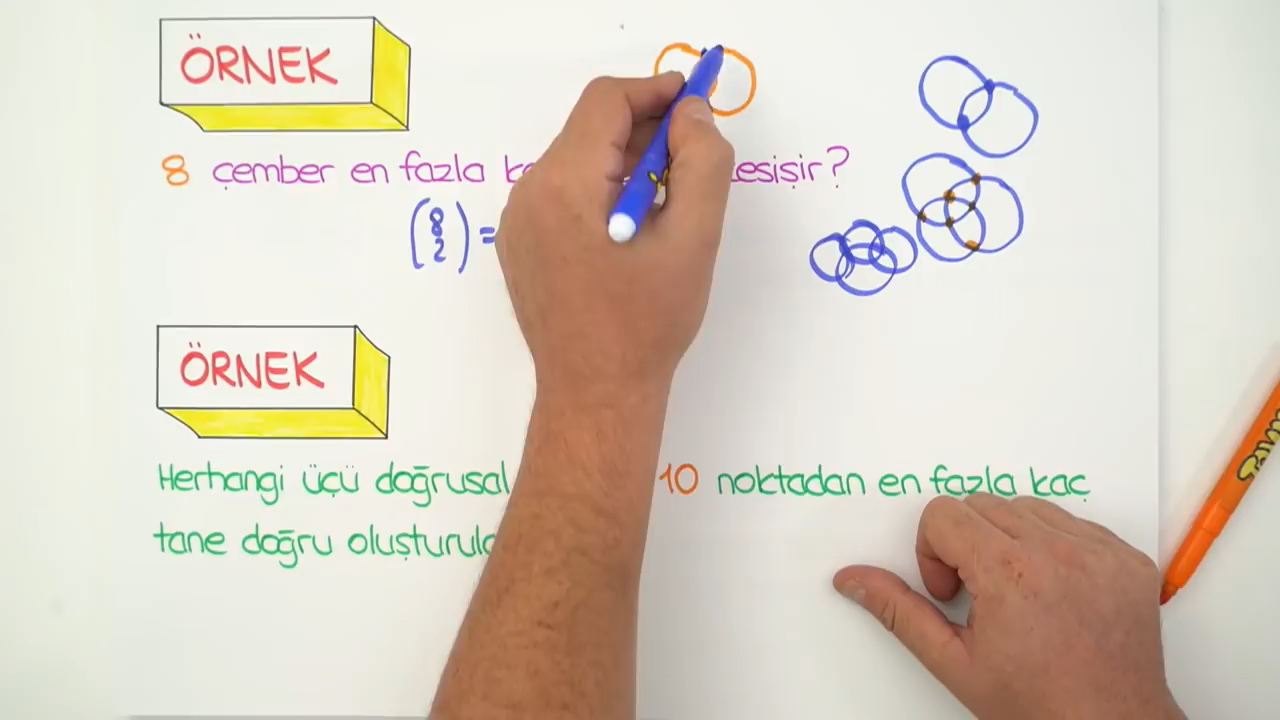 ÖRNEK
8 çember en fazla kesişir?
(8 2) =
ÖRNEK
Herhangi üçü doğrusal 10 noktadan en fazla kaç
tane doğru